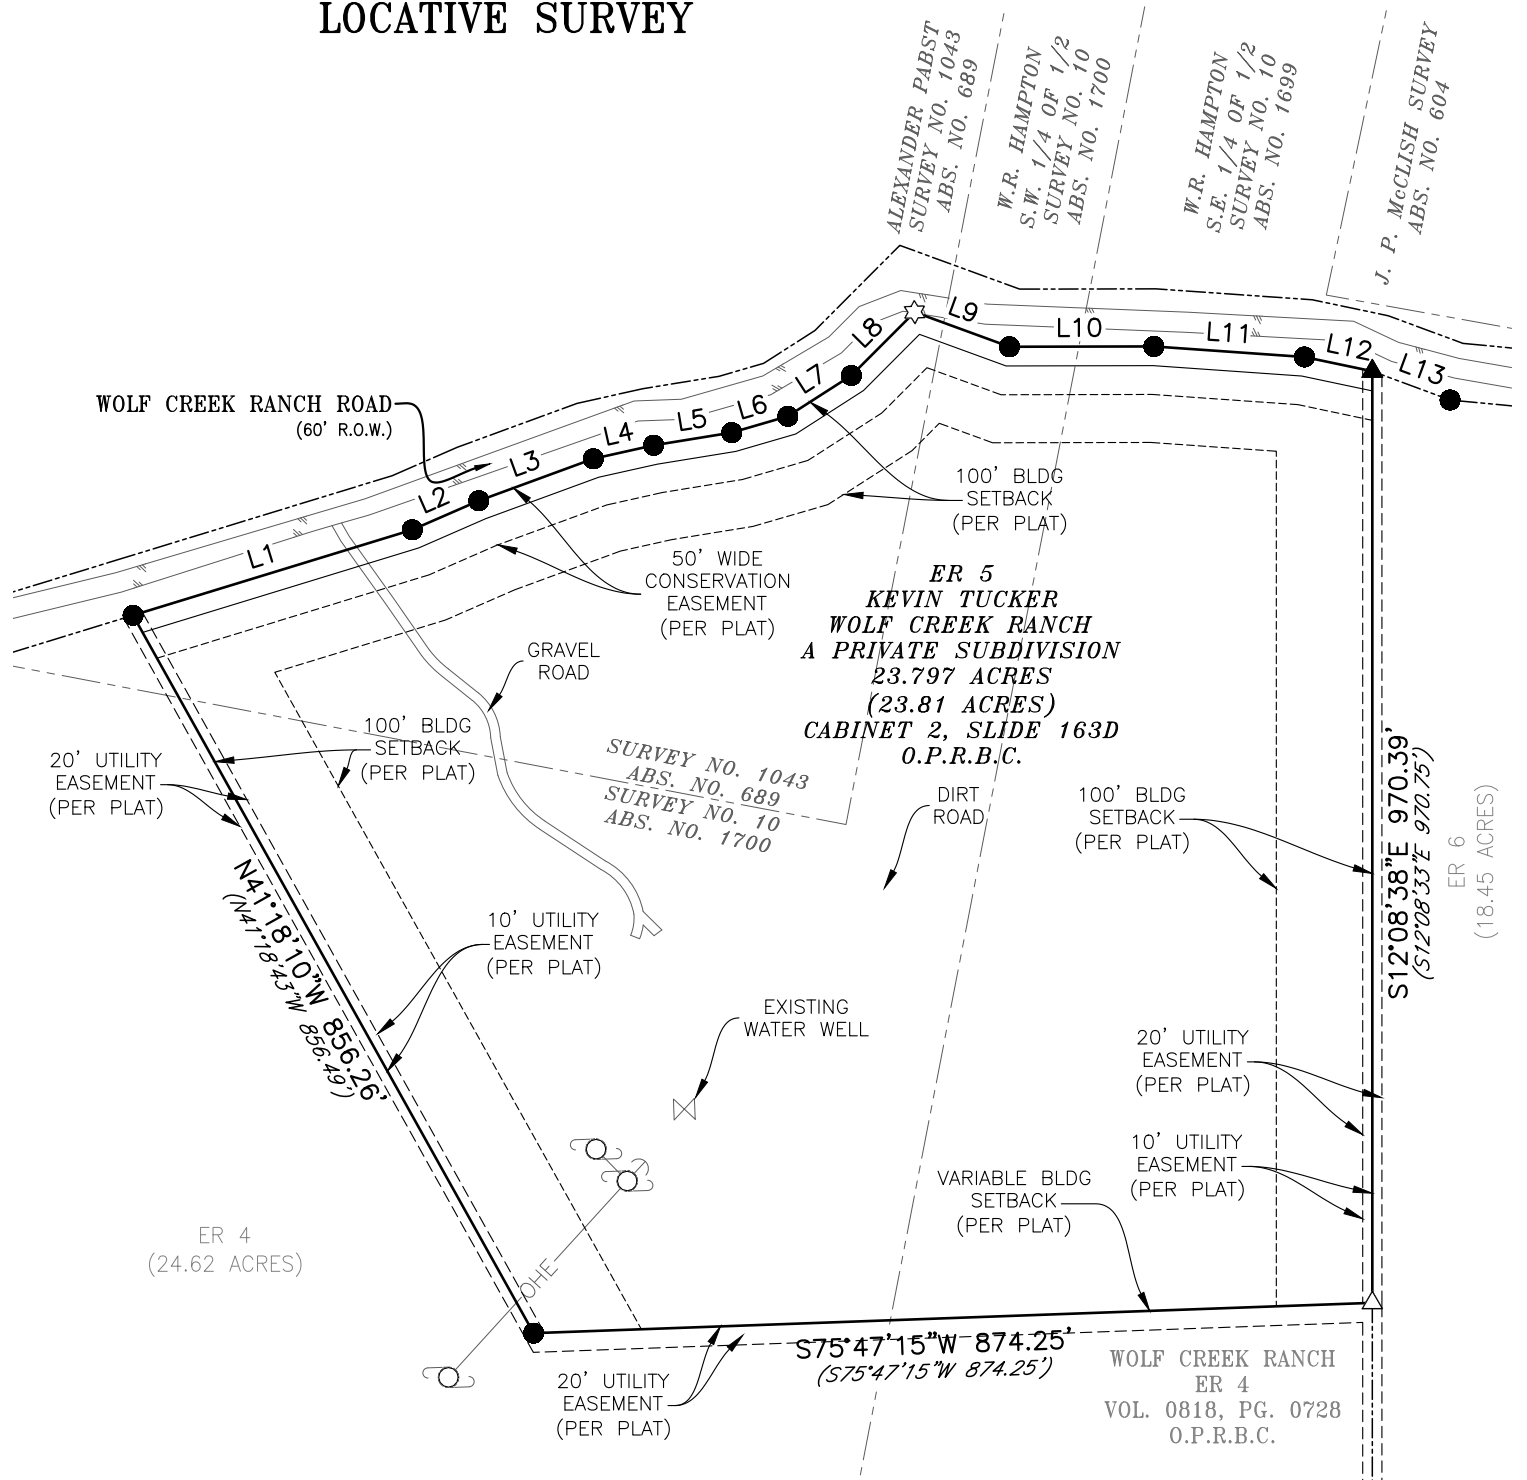 LOCATIVE SURVEY
ALEXANDER PABST
SURVEY NO. 1043
ABS. NO. 689
W.R. HAMPTON
S.W. 1/4 OF 1/2
SURVEY NO. 10
ABS. NO. 1700
W.R. HAMPTON
S.E. 1/4 OF 1/2
SURVEY NO. 10
ABS. NO. 1699
J. P. McCLISH SURVEY
ABS. NO. 604
L1
L2
L3
L4
L5
L6
L7
L8
L9
L10
L11
L12
L13
WOLF CREEK RANCH ROAD
(60' R.O.W.)
100' BLDG
SETBACK
(PER PLAT)
50' WIDE
CONSERVATION
EASEMENT
(PER PLAT)
ER 5
KEVIN TUCKER
WOLF CREEK RANCH
A PRIVATE SUBDIVISION
23.797 ACRES
(23.81 ACRES)
CABINET 2, SLIDE 163D
O.P.R.B.C.
GRAVEL
ROAD
100' BLDG
SETBACK
(PER PLAT)
20' UTILITY
EASEMENT
(PER PLAT)
SURVEY NO. 1043
ABS. NO. 689
SURVEY NO. 10
ABS. NO. 1700
DIRT
ROAD
100' BLDG
SETBACK
(PER PLAT)
S12°08'38"E 970.39'
(S12°08'33"E 970.75')
ER 6
(18.45 ACRES)
N41°18'10"W 856.26'
(N41°18'43"W 856.49')
10' UTILITY
EASEMENT
(PER PLAT)
EXISTING
WATER WELL
20' UTILITY
EASEMENT
(PER PLAT)
10' UTILITY
EASEMENT
(PER PLAT)
VARIABLE BLDG
SETBACK
(PER PLAT)
ER 4
(24.62 ACRES)
OHE
S75°47'15"W 874.25'
(S75°47'15"W 874.25')
20' UTILITY
EASEMENT
(PER PLAT)
WOLF CREEK RANCH
ER 4
VOL. 0818, PG. 0728
O.P.R.B.C.